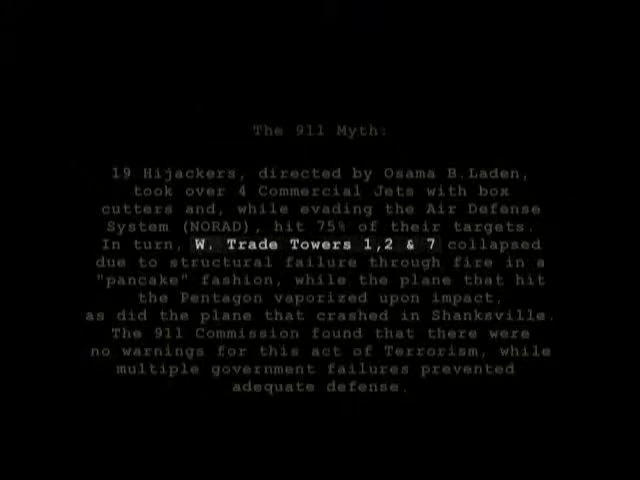 The 911 Myth:
19 Hijackers, directed by Osama B.Laden,
took over 4 Commercial Jets with box
cutters and, while evading the Air Defense
System (NORAD), hit 75% of their targets.
In turn, W. Trade Towers 1,2 & 7 collapsed
due to structural failure through fire in a
"pancake" fashion, while the plane that hit
the Pentagon vaporized upon impact,
as did the plane that crashed in Shanksville.
The 911 Commission found that there were
no warnings for this act of Terrorism, while
multiple government failures prevented
adequate defense.